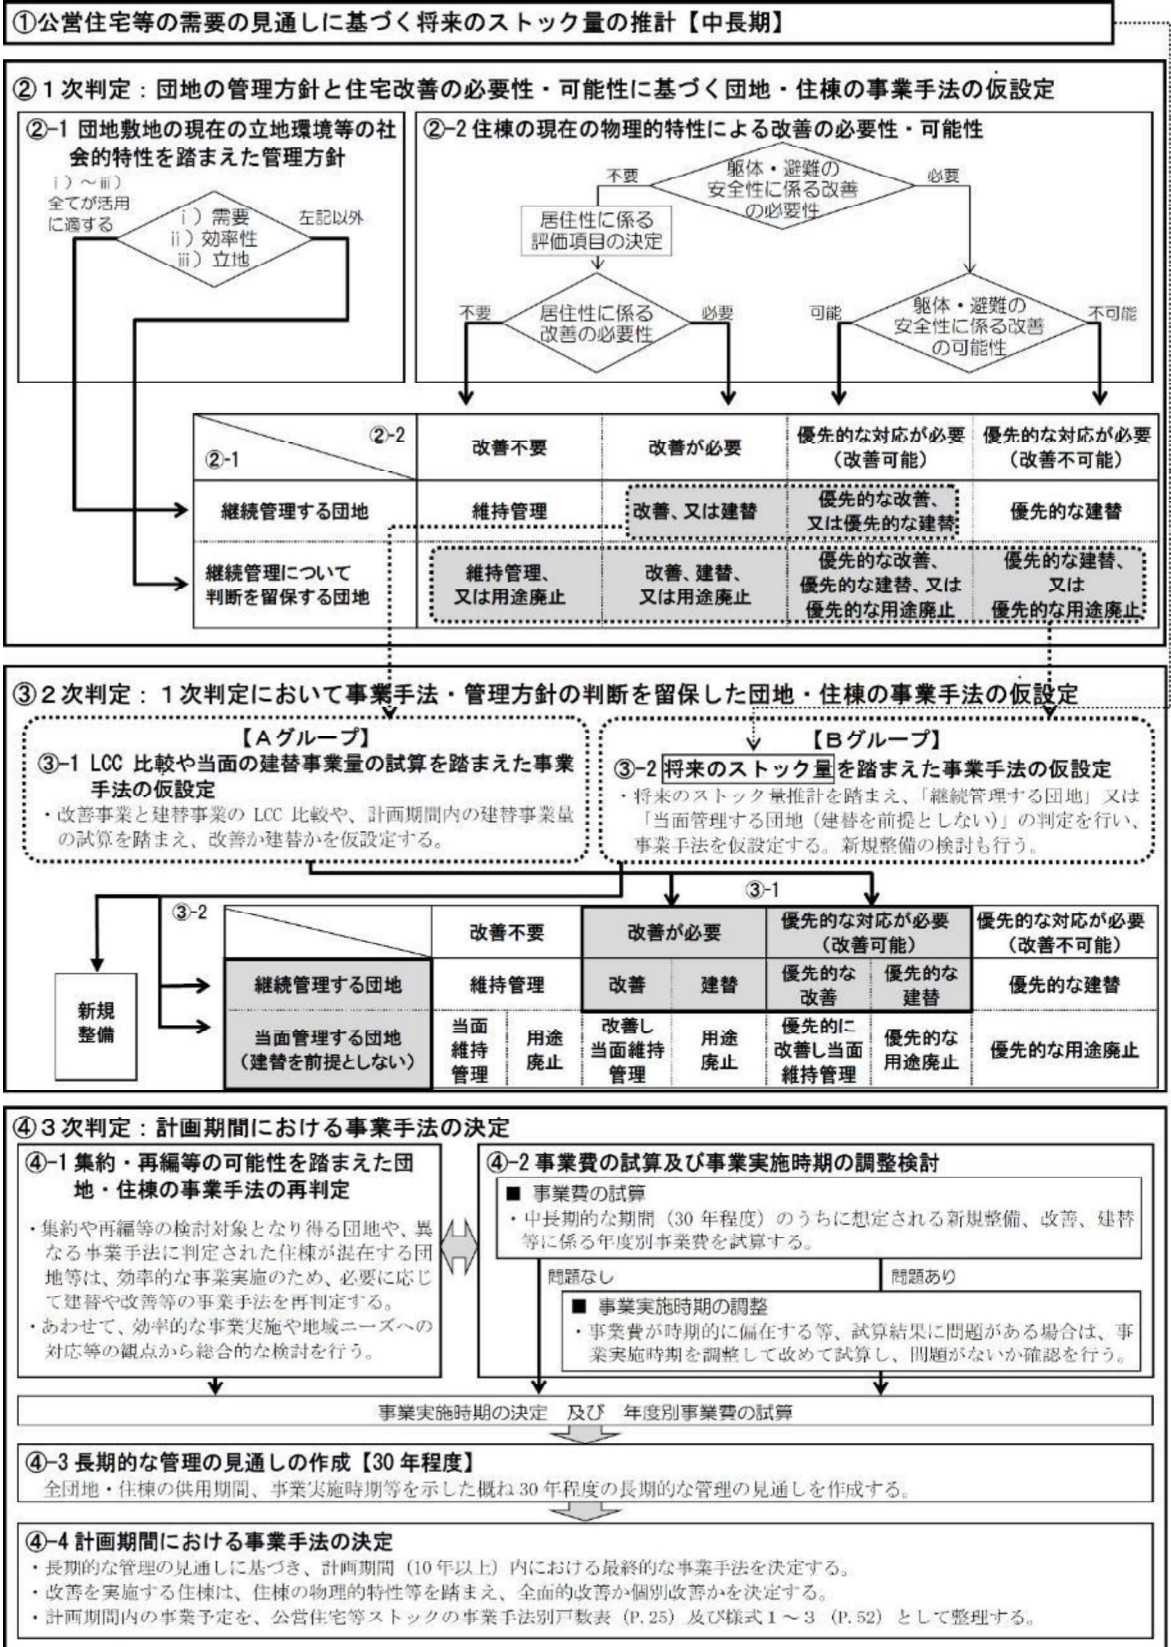 ①公営住宅等の需要の見通しに基づく将来のストック量の推計【中長期】
②１次判定：団地の管理方針と住宅改善の必要性・可能性に基づく団地・住棟の事業手法の仮設定
②-1 団地敷地の現在の立地環境等の社
会的特性を踏まえた管理方針
ⅰ）～ⅲ）
全てが活用
に適する
ⅰ）需要
ⅱ）効率性
ⅲ）立地
左記以外
②-2 住棟の現在の物理的特性による改善の必要性・可能性
不要
躯体・避難の
安全性に係る改善
の必要性
必要
居住性に係る
評価項目の決定
不要
居住性に係る
改善の必要性
必要
可能
躯体・避難の
安全性に係る改善
の可能性
不可能
②-2
②-1
改善不要
改善が必要
優先的な対応が必要
（改善可能）
優先的な対応が必要
（改善不可能）
継続管理する団地
維持管理
改善、又は建替
優先的な改善、
又は優先的な建替
優先的な建替
継続管理について
判断を留保する団地
維持管理、
又は用途廃止
改善、建替、
又は用途廃止
優先的な改善、
優先的な建替、又は
優先的な用途廃止
優先的な建替、
又は
優先的な用途廃止
③２次判定：１次判定において事業手法・管理方針の判断を留保した団地・住棟の事業手法の仮設定
【Ａグループ】
③-1 LCC 比較や当面の建替事業量の試算を踏まえた事業
手法の仮設定
・改善事業と建替事業の LCC 比較や、計画期間内の建替事業量
の試算を踏まえ、改善か建替かを仮設定する。
【Ｂグループ】
③-2 将来のストック量を踏まえた事業手法の仮設定
・将来のストック量推計を踏まえ、「継続管理する団地」又は
「当面管理する団地（建替を前提としない）」の判定を行い、
事業手法を仮設定する。新規整備の検討も行う。
③-1
③-2
新規
整備
改善不要
改善が必要
優先的な対応が必要
（改善可能）
優先的な対応が必要
（改善不可能）
継続管理する団地
維持管理
改善
建替
優先的な
改善
優先的な
建替
優先的な建替
当面管理する団地
（建替を前提としない）
当面
維持
管理
用途
廃止
改善し
当面維持
管理
用途
廃止
優先的に
改善し当面
維持管理
優先的な
用途廃止
優先的な用途廃止
④３次判定：計画期間における事業手法の決定
④-1 集約・再編等の可能性を踏まえた団
地・住棟の事業手法の再判定
・集約や再編等の検討対象となり得る団地や、異
なる事業手法に判定された住棟が混在する団
地等は、効率的な事業実施のため、必要に応じ
て建替や改善等の事業手法を再判定する。
・あわせて、効率的な事業実施や地域ニーズへの
対応等の観点から総合的な検討を行う。
④-2 事業費の試算及び事業実施時期の調整検討
■ 事業費の試算
・中長期的な期間（30 年程度）のうちに想定される新規整備、改善、建替
等に係る年度別事業費を試算する。
問題なし
問題あり
■ 事業実施時期の調整
・事業費が時期的に偏在する等、試算結果に問題がある場合は、事
業実施時期を調整して改めて試算し、問題がないか確認を行う。
事業実施時期の決定　及び　年度別事業費の試算
④-3 長期的な管理の見通しの作成【30 年程度】
全団地・住棟の供用期間、事業実施時期等を示した概ね 30 年程度の長期的な管理の見通しを作成する。
④-4 計画期間における事業手法の決定
・長期的な管理の見通しに基づき、計画期間（10 年以上）内における最終的な事業手法を決定する。
・改善を実施する住棟は、住棟の物理的特性等を踏まえ、全面的改善か個別改善かを決定する。
・計画期間内の事業予定を、公営住宅等ストックの事業手法別戸数表（P.25）及び様式１～３（P.52）として整理する。